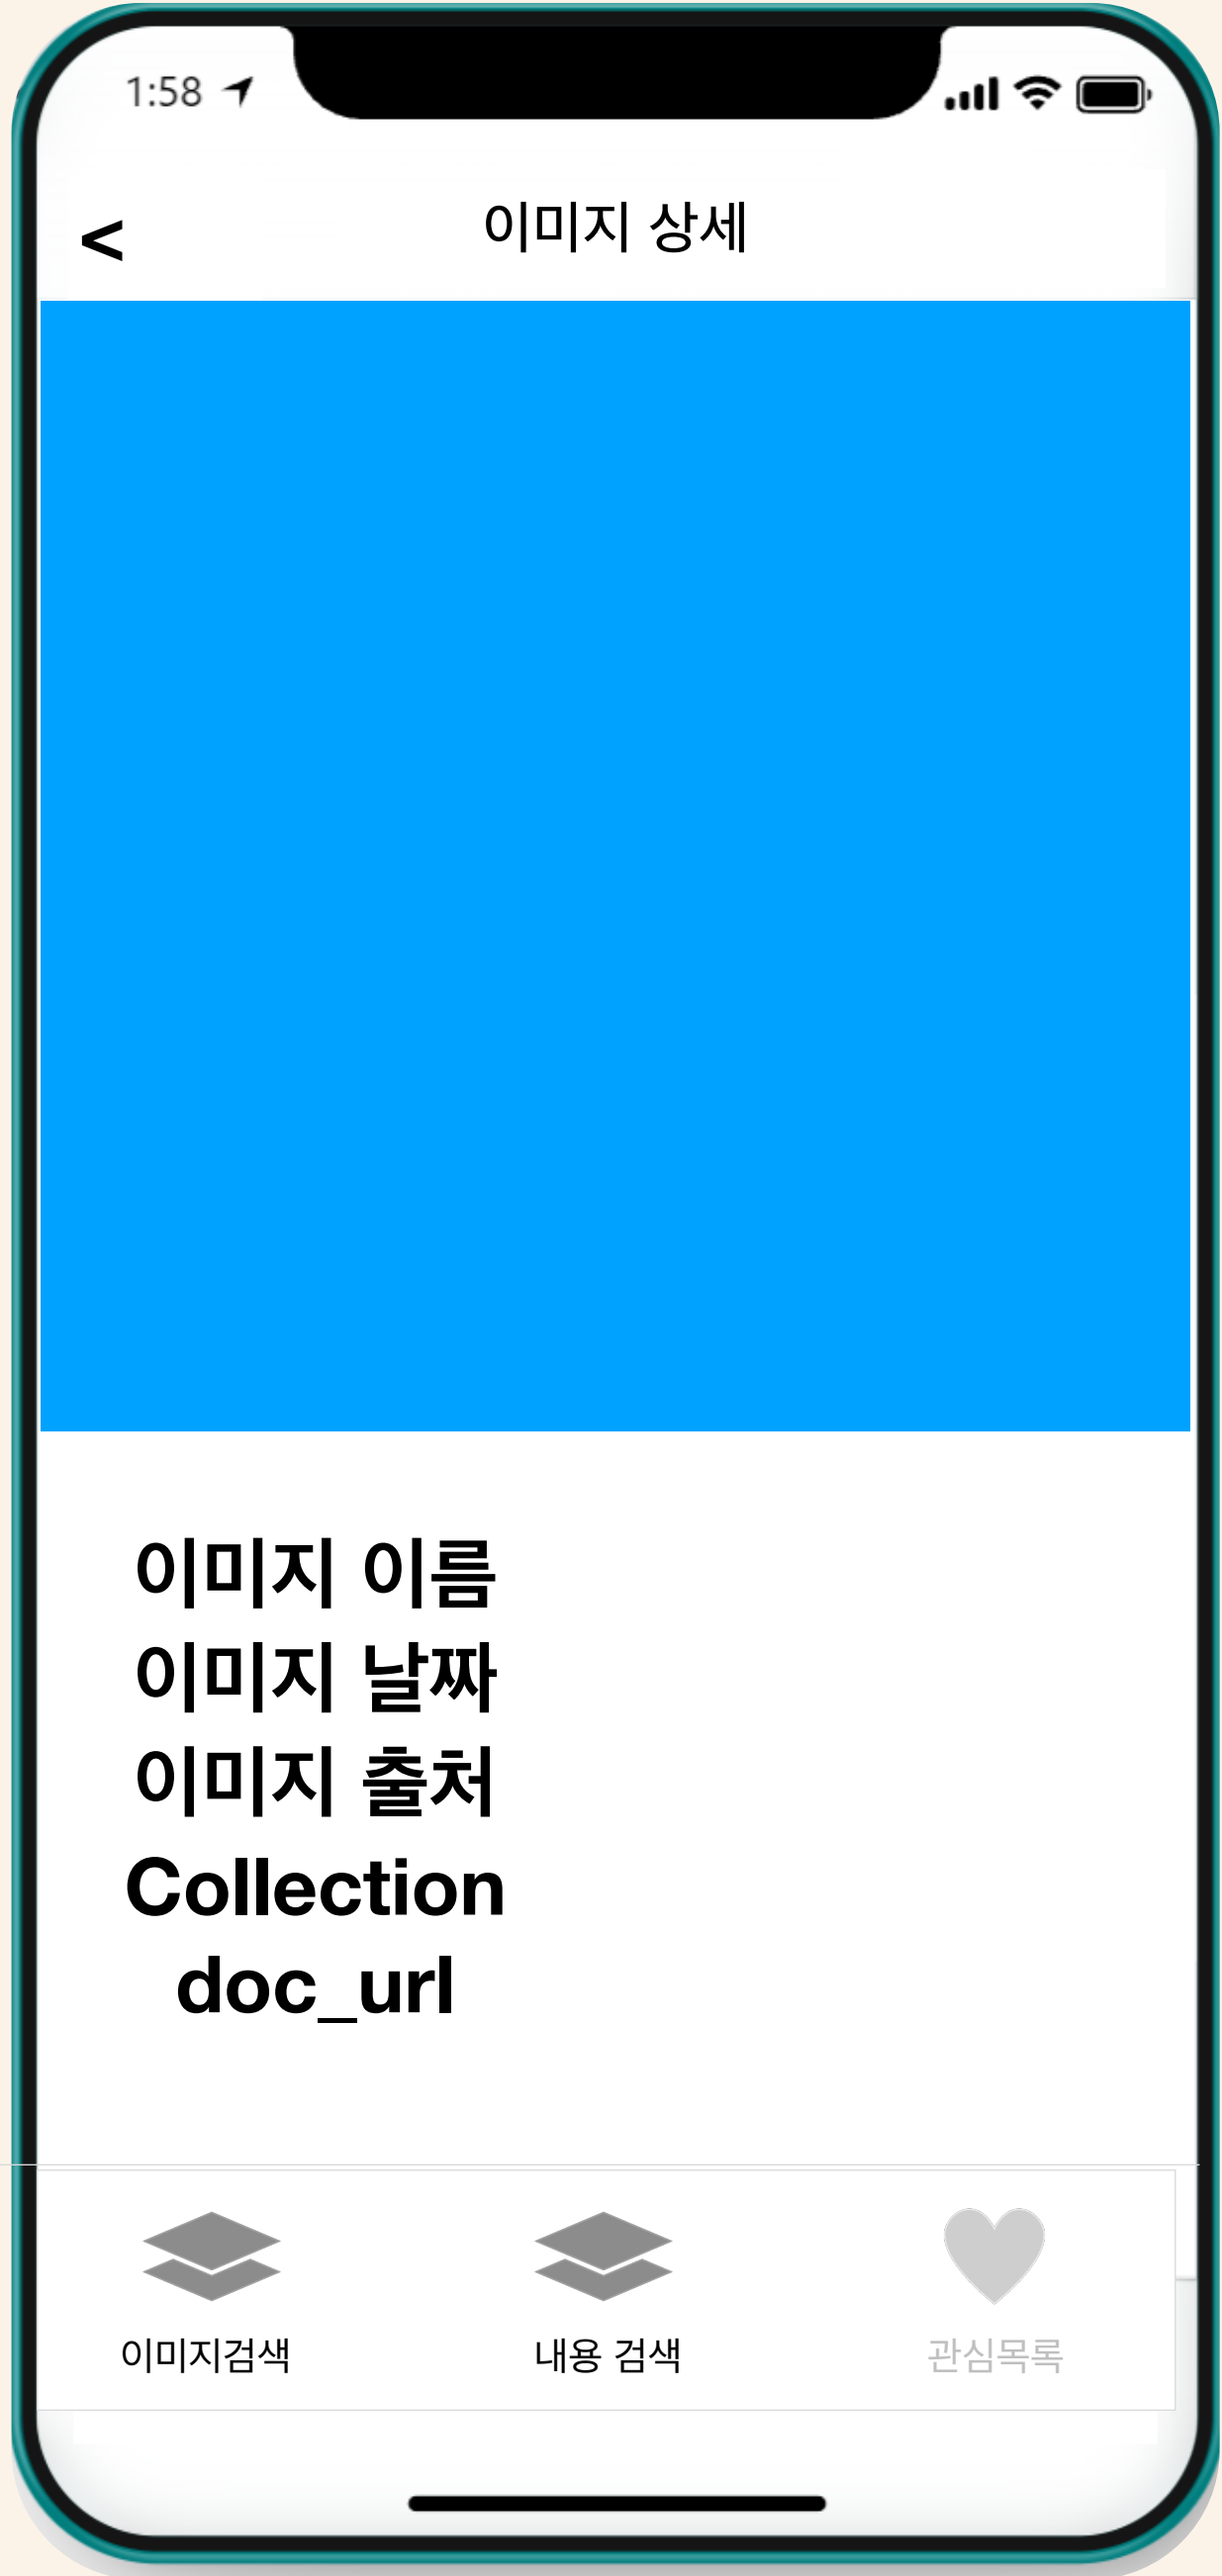 1:58
<
이미지 상세
이미지 이름
이미지 날짜
이미지 출처
Collection
doc_url
이미지검색
내용 검색
관심목록